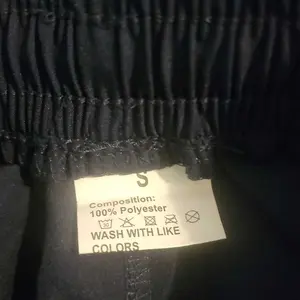 S
Composition:
100% Polyester
WASH WITH LIKE
COLORS